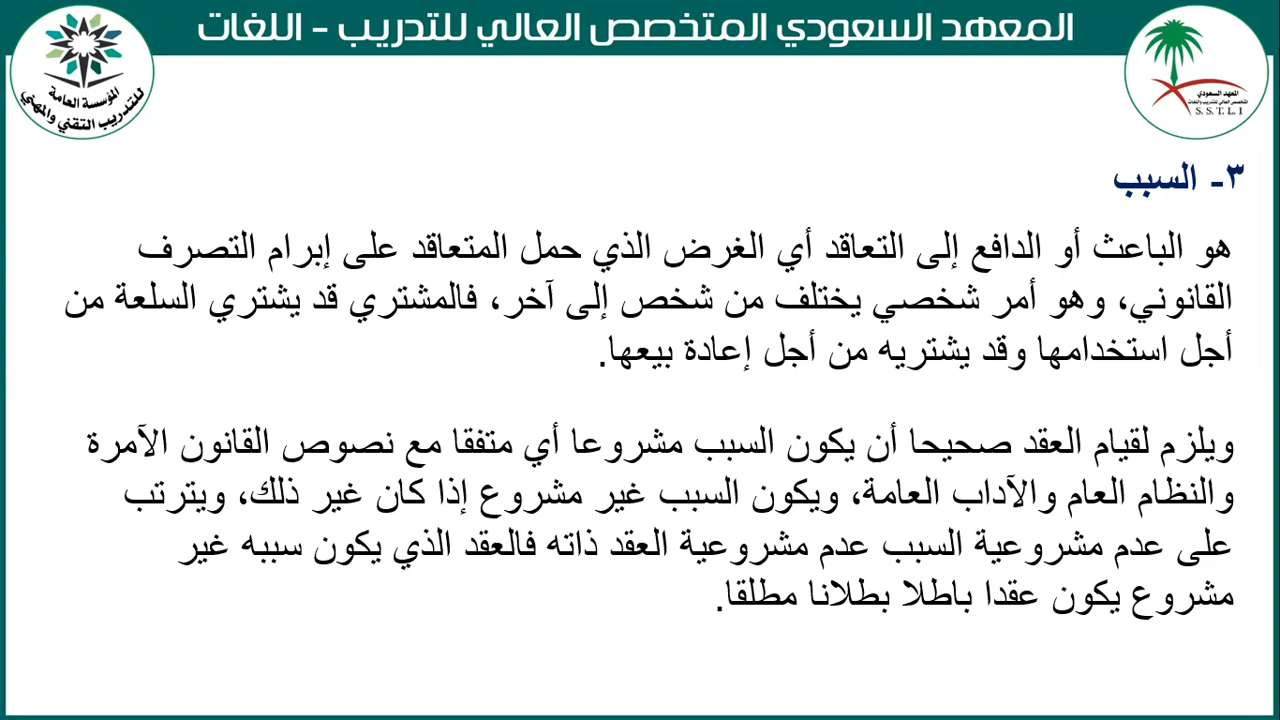 المعهد السعودي المتخصص العالي للتدريب - اللغات
المؤسسة العامة
للتدريب التقني والمهني
المعهد السعودي
المتخصص العالي للتدريب واللغات
S. S. T. L. I
٣- السبب
هو الباعث أو الدافع إلى التعاقد أي الغرض الذي حمل المتعاقد على إبرام التصرف
القانوني، وهو أمر شخصي يختلف من شخص إلى آخر، فالمشتري قد يشتري السلعة من
أجل استخدامها وقد يشتريه من أجل إعادة بيعها.
ويلزم لقيام العقد صحيحا أن يكون السبب مشروعا أي متفقا مع نصوص القانون الآمرة
والنظام العام والآداب العامة، ويكون السبب غير مشروع إذا كان غير ذلك، ويترتب
على عدم مشروعية السبب عدم مشروعية العقد ذاته فالعقد الذي يكون سببه غير
مشروع يكون عقدا باطلا بطلانا مطلقا.